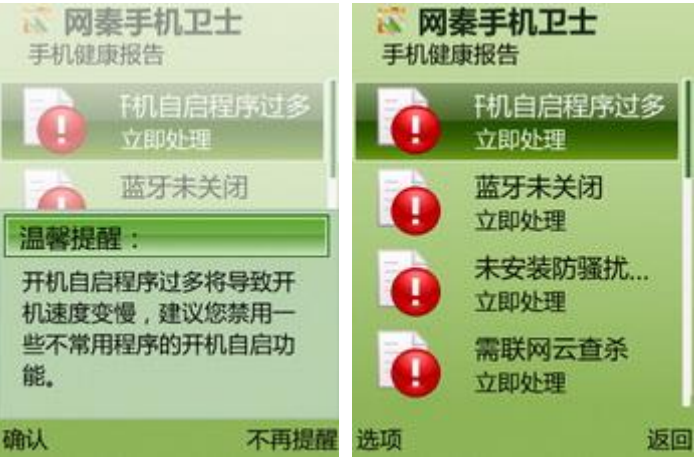 网秦手机卫士
手机健康报告
机自启程序过多
立即处理
蓝牙未关闭
温馨提醒：
开机自启程序过多将导致开
机速度变慢，建议您禁用一
些不常用程序的开机自启功
能。
确认
不再提醒
网秦手机卫士
手机健康报告
机自启程序过多
立即处理
蓝牙未关闭
立即处理
未安装防骚扰...
立即处理
需联网云查杀
立即处理
选项
返回